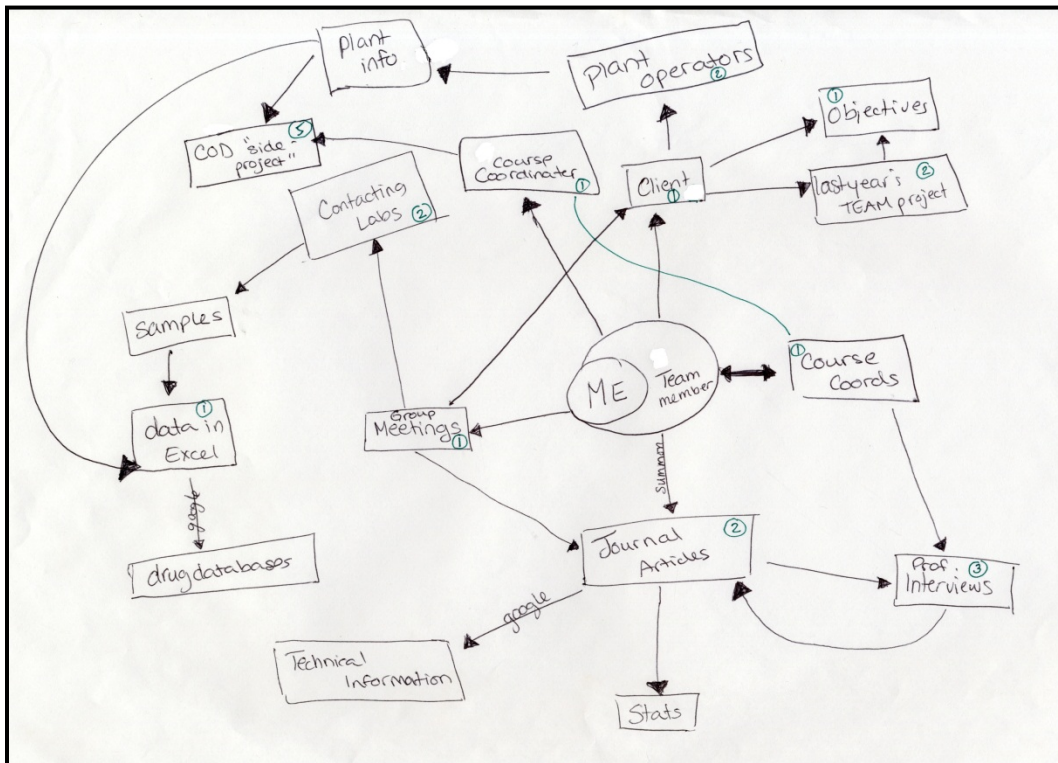 plant
info
plant
operators
②
①
Objectives
COD "side-
project"
⑤
Course
Coordinater
①
Client
①
②
last year's
TEAM project
Contacting
Labs ②
Samples
ME
Team
member
①
Course
Coords
①
data in
Excel
Group
Meetings
①
summon
google
drug databases
Journal ②
Articles
Prof. ③
Interviews
google
Technical
Information
Stats